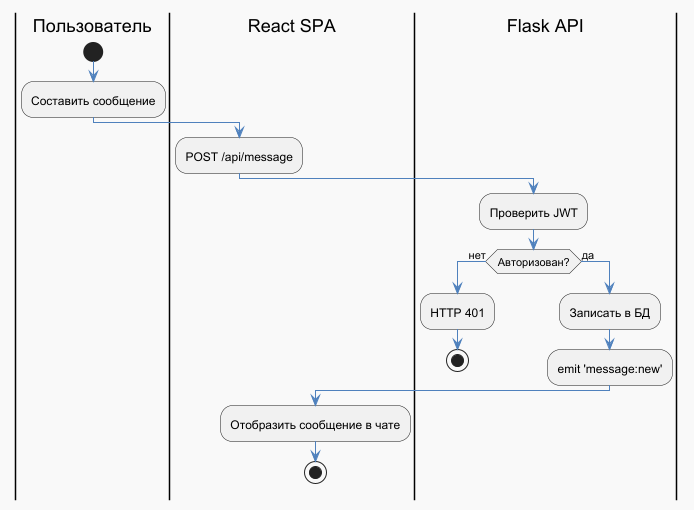 Пользователь
React SPA
Flask API
Составить сообщение
POST /api/message
Проверить JWT
нет
Авторизован?
да
HTTP 401
Записать в БД
emit 'message:new'
Отобразить сообщение в чате